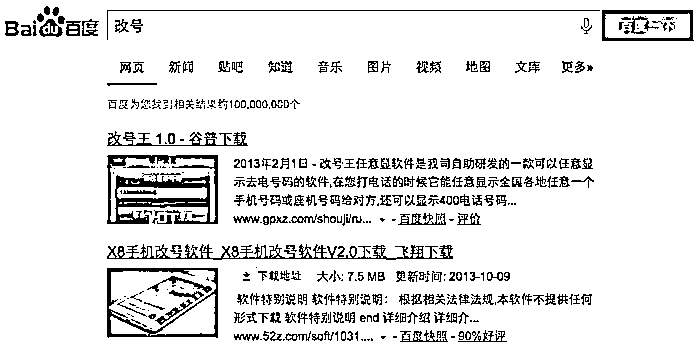 Bai du 百度 改号 百度一下
网页 新闻 贴吧 知道 音乐 图片 视频 地图 文库 更多»
百度为您找到相关结果约100,000,000个
改号王 1.0 - 谷普下载
2013年2月1日 - 改号王任意显软件是我司自助研发的一款可以任意显
示去电号码的软件,在您打电话的时候它能任意显示全国各地任意一个
手机号码或座机号码给对方,还可以显示400电话号码...
www.gpxz.com/shouji/ru... - 百度快照 - 评价
X8手机改号软件_X8手机改号软件V2.0下载_飞翔下载
下载地址 大小: 7.5 MB 更新时间: 2013-10-09
软件特别说明 软件特别说明: 根据相关法律法规,本软件不提供任何
形式下载 软件特别说明 end 详细介绍 详细介...
www.52z.com/soft/1031.... - 百度快照 - 90%好评